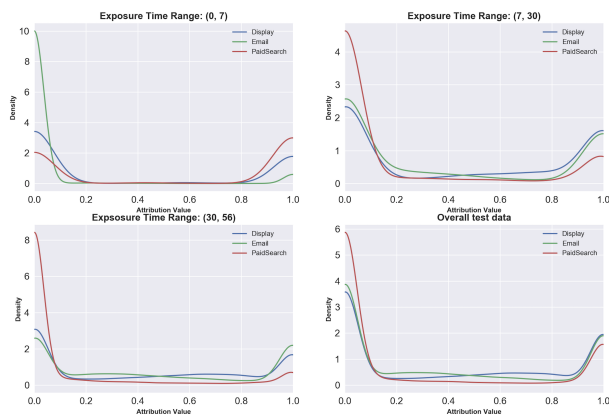 Exposure Time Range: (0, 7)
Density
10
8
6
4
2
0
0.0 0.2 0.4 0.6 0.8 1.0
Attribution Value
Display
Email
PaidSearch
Exposure Time Range: (7, 30)
Density
4
3
2
1
0
0.0 0.2 0.4 0.6 0.8 1.0
Attribution Value
Display
Email
PaidSearch
Expsosure Time Range: (30, 56)
Density
8
6
4
2
0
0.0 0.2 0.4 0.6 0.8 1.0
Attribution Value
Display
Email
PaidSearch
Overall test data
Density
6
5
4
3
2
1
0
0.0 0.2 0.4 0.6 0.8 1.0
Attribution Value
Display
Email
PaidSearch